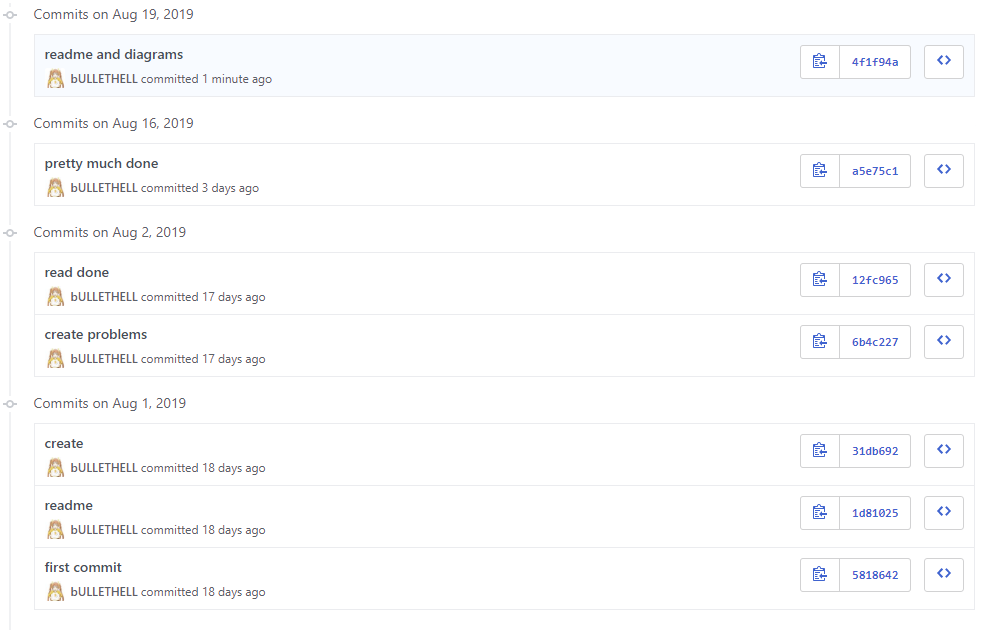 Commits on Aug 19, 2019
readme and diagrams
bULLETHELL committed 1 minute ago
4f1f94a
Commits on Aug 16, 2019
pretty much done
bULLETHELL committed 3 days ago
a5e75c1
Commits on Aug 2, 2019
read done
bULLETHELL committed 17 days ago
12fc965
create problems
bULLETHELL committed 17 days ago
6b4c227
Commits on Aug 1, 2019
create
bULLETHELL committed 18 days ago
31db692
readme
bULLETHELL committed 18 days ago
1d81025
first commit
bULLETHELL committed 18 days ago
5818642